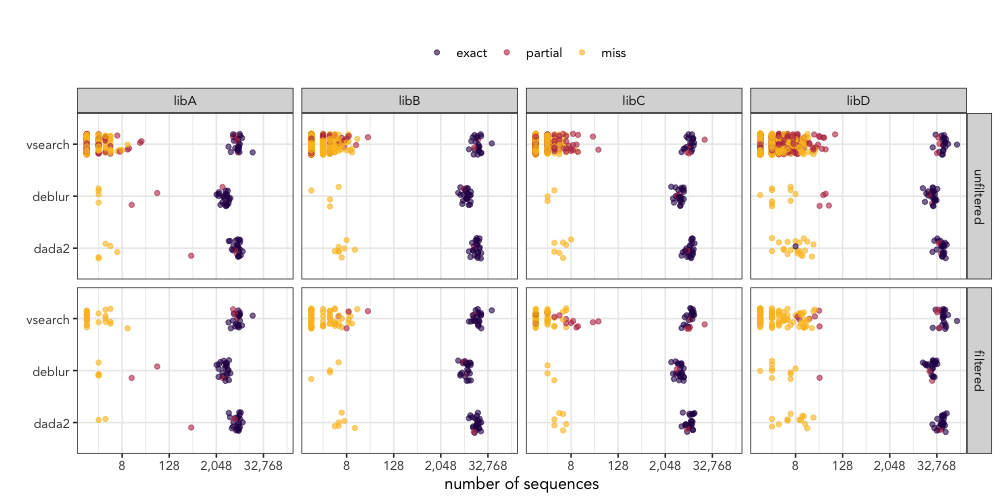 exact partial miss
libA libB libC libD
vsearch
deblur
dada2
unfiltered
vsearch
deblur
dada2
filtered
8 128 2,048 32,768 8 128 2,048 32,768 8 128 2,048 32,768 8 128 2,048 32,768
number of sequences